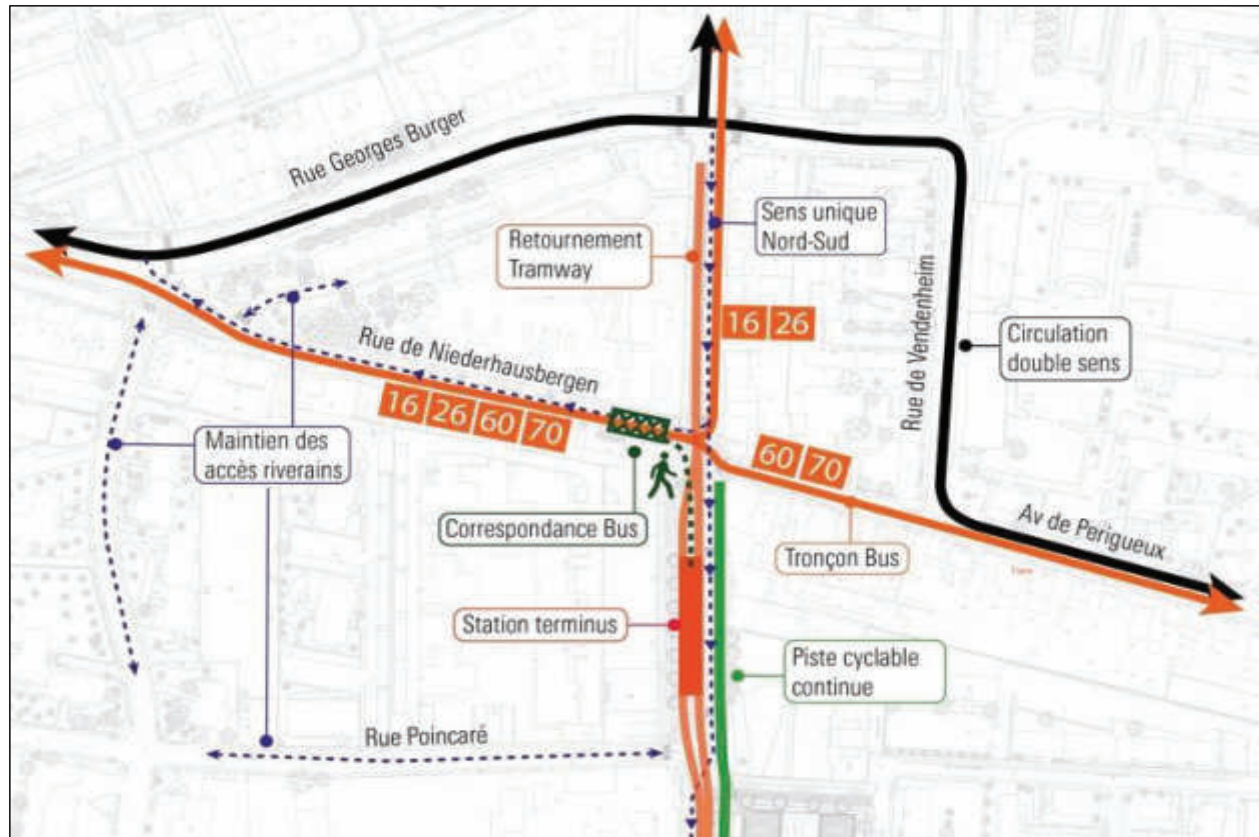 Rue Georges Burger
Retournement
Tramway
Sens unique
Nord-Sud
16 26
Rue de Vendenheim
Circulation
double sens
Rue de Niederhausbergen
16 26 60 70
60 70
Maintien des
accès riverains
Correspondance Bus
Tronçon Bus
Av de Perigueux
Station terminus
Piste cyclable
continue
Rue Poincaré